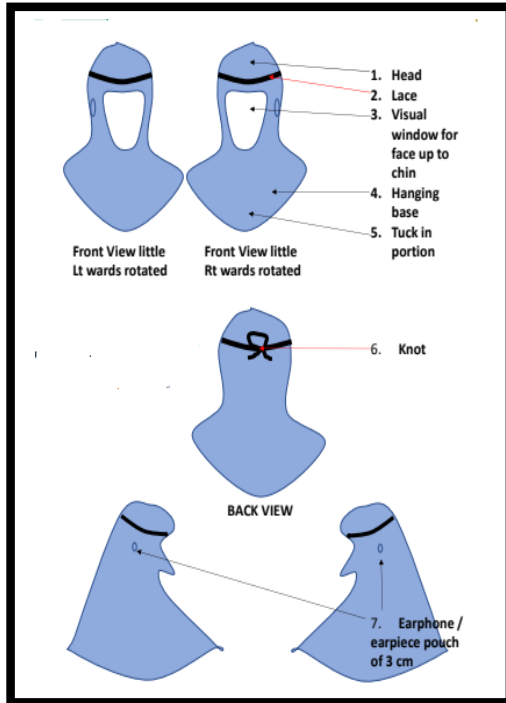 1. Head
2. Lace
3. Visual
window for
face up to
chin
4. Hanging
base
5. Tuck in
portion
Front View little
Lt wards rotated
Front View little
Rt wards rotated
6. Knot
BACK VIEW
7. Earphone /
earpiece pouch
of 3 cm